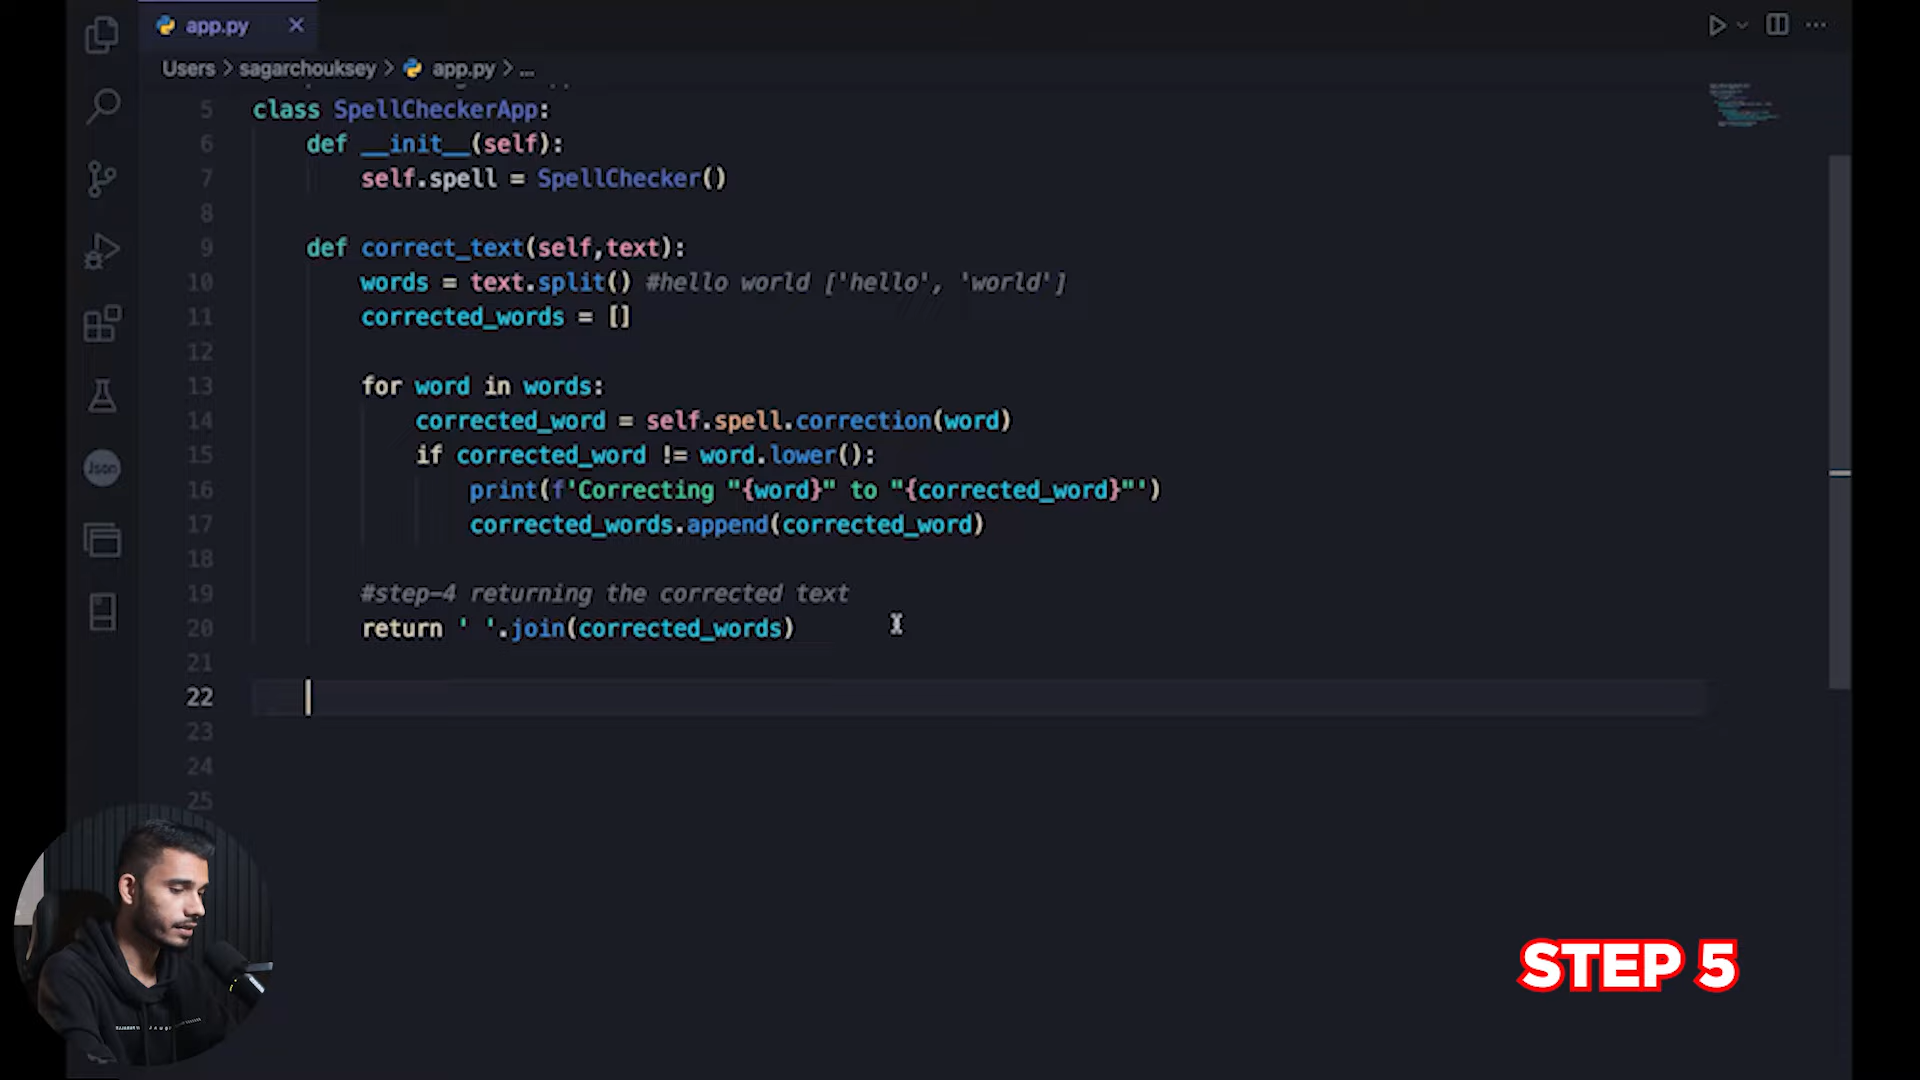 app.py
Users > sagarchouksey > app.py > ...
5 class SpellCheckerApp:
6 def __init__(self):
7 self.spell = SpellChecker()
8
9 def correct_text(self,text):
10 words = text.split() #hello world ['hello', 'world']
11 corrected_words = []
12
13 for word in words:
14 corrected_word = self.spell.correction(word)
15 if corrected_word != word.lower():
16 print(f'Correcting "{word}" to "{corrected_word}"')
17 corrected_words.append(corrected_word)
18
19 #step-4 returning the corrected text
20 return ' '.join(corrected_words)
21
22
23
24
25
Json
STEP 5